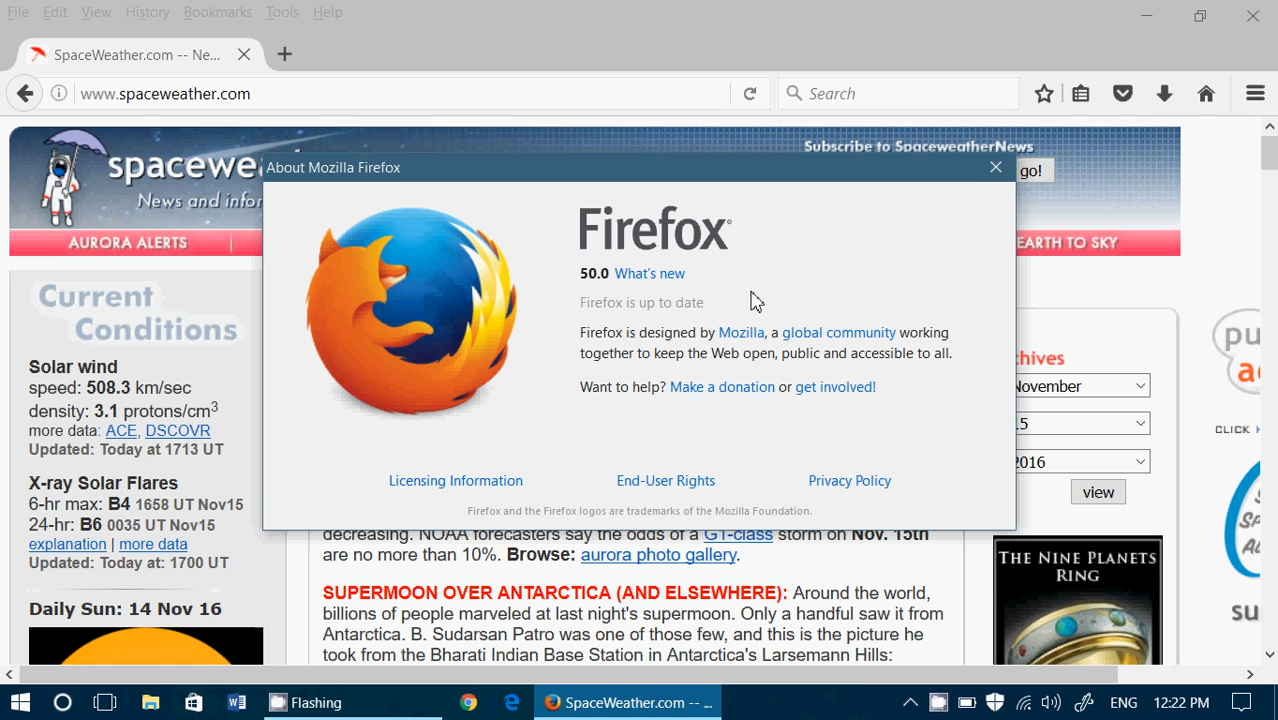 File Edit View History Bookmarks Tools Help
SpaceWeather.com -- Ne...
www.spaceweather.com
Search
spacewe
News and infor
Subscribe to SpaceweatherNews
go!
AURORA ALERTS
EARTH TO SKY
About Mozilla Firefox
Firefox
50.0 What's new
Firefox is up to date
Firefox is designed by Mozilla, a global community working
together to keep the Web open, public and accessible to all.
Want to help? Make a donation or get involved!
Licensing Information End-User Rights Privacy Policy
Firefox and the Firefox logos are trademarks of the Mozilla Foundation.
Current
Conditions
Solar wind
speed: 508.3 km/sec
density: 3.1 protons/cm3
more data: ACE, DSCOVR
Updated: Today at 1713 UT
X-ray Solar Flares
6-hr max: B4 1658 UT Nov15
24-hr: B6 0035 UT Nov15
explanation | more data
Updated: Today at: 1700 UT
Daily Sun: 14 Nov 16
decreasing. NOAA forecasters say the odds of a G1-class storm on Nov. 15th
are no more than 10%. Browse: aurora photo gallery.
SUPERMOON OVER ANTARCTICA (AND ELSEWHERE): Around the world,
billions of people marveled at last night's supermoon. Only a handful saw it from
Antarctica. B. Sudarsan Patro was one of those few, and this is the picture he
took from the Bharati Indian Base Station in Antarctica's Larsemann Hills:
chives
November
15
2016
view
THE NINE PLANETS
RING
pu
a
CLICK
Sp
A
su
Flashing
SpaceWeather.com -- ...
ENG 12:22 PM